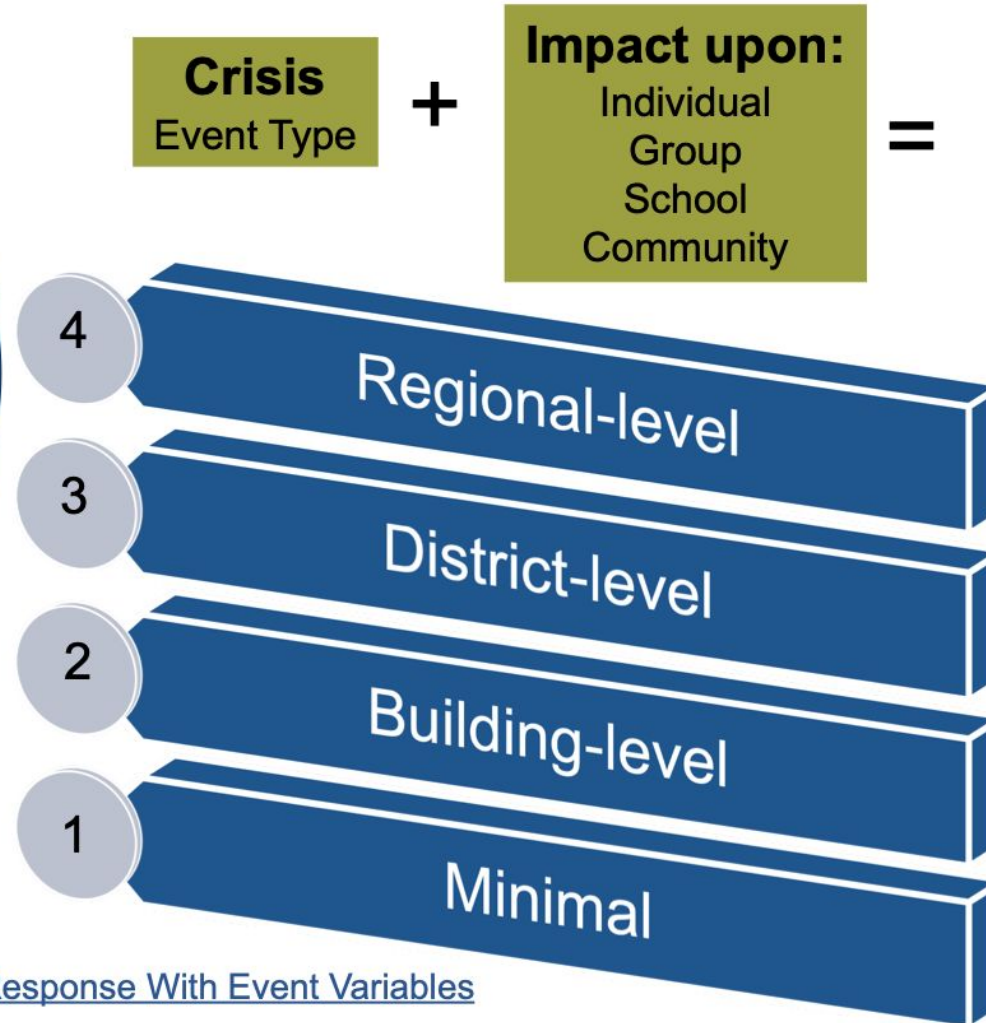 Crisis
Event Type
+
Impact upon:
Individual
Group
School
Community
=
4
Regional-level
3
District-level
2
Building-level
1
Minimal
esponse With Event Variables